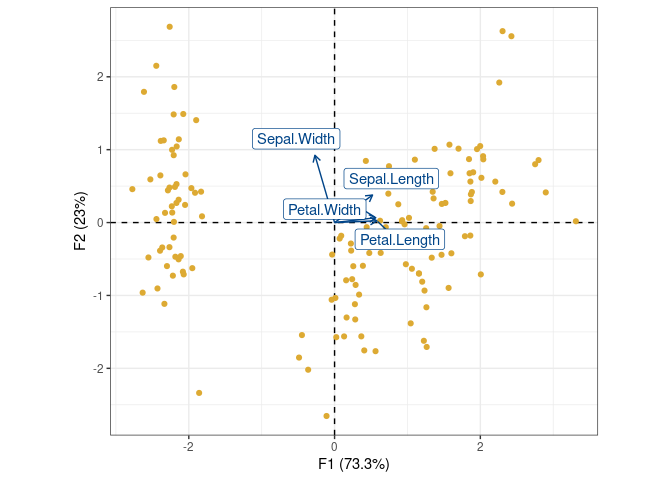 2
Sepal.Width
1
Sepal.Length
Petal.Width
0
Petal.Length
-1
-2
F2 (23%)
-2
0
2
F1 (73.3%)